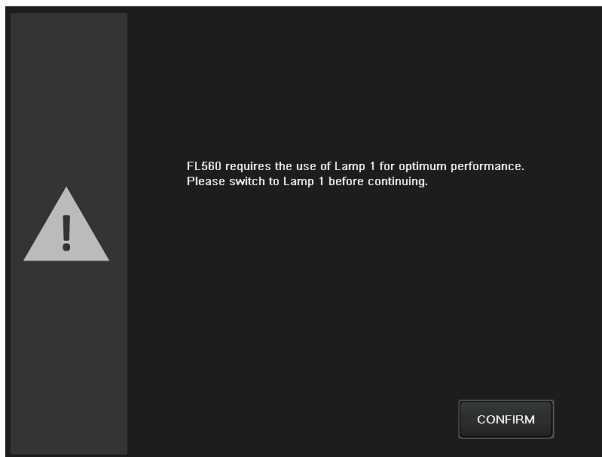 FL560 requires the use of Lamp 1 for optimum performance.
Please switch to Lamp 1 before continuing.
!
CONFIRM